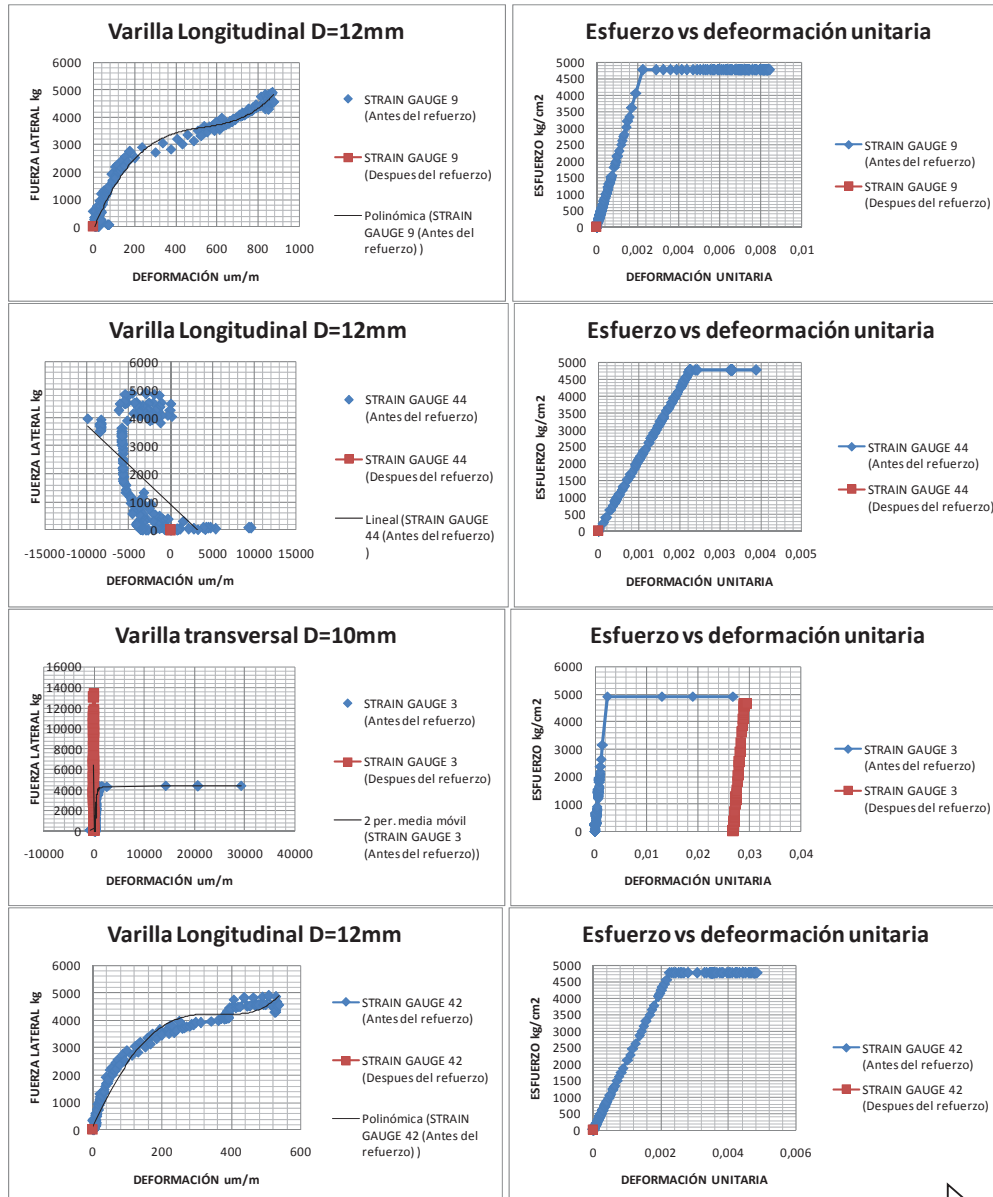 Varilla Longitudinal D=12mm
FUERZA LATERAL kg
6000
5000
4000
3000
2000
1000
0
0 200 400 600 800 1000
DEFORMACIÓN um/m
STRAIN GAUGE 9
(Antes del refuerzo)
STRAIN GAUGE 9
(Despues del refuerzo)
Polinómica (STRAIN
GAUGE 9 (Antes del
refuerzo) )
Esfuerzo vs defeormación unitaria
ESFUERZO kg/cm2
5000
4500
4000
3500
3000
2500
2000
1500
1000
500
0
0 0,002 0,004 0,006 0,008 0,01
DEFORMACIÓN UNITARIA
STRAIN GAUGE 9
(Antes del refuerzo)
STRAIN GAUGE 9
(Despues del refuerzo)
Varilla Longitudinal D=12mm
FUERZA LATERAL kg
6000
5000
4000
3000
2000
1000
0
-15000 -10000 -5000 0 5000 10000 15000
DEFORMACIÓN um/m
STRAIN GAUGE 44
(Antes del refuerzo)
STRAIN GAUGE 44
(Despues del refuerzo)
Lineal (STRAIN GAUGE
44 (Antes del refuerzo)
)
Esfuerzo vs defeormación unitaria
ESFUERZO kg/cm2
5000
4500
4000
3500
3000
2500
2000
1500
1000
500
0
0 0,001 0,002 0,003 0,004 0,005
DEFORMACIÓN UNITARIA
STRAIN GAUGE 44
(Antes del refuerzo)
STRAIN GAUGE 44
(Despues del refuerzo)
Varilla transversal D=10mm
FUERZA LATERAL kg
16000
14000
12000
10000
8000
6000
4000
2000
0
-10000 0 10000 20000 30000 40000
DEFORMACIÓN um/m
STRAIN GAUGE 3
(Antes del refuerzo)
STRAIN GAUGE 3
(Despues del refuerzo)
2 per. media móvil
(STRAIN GAUGE 3
(Antes del refuerzo))
Esfuerzo vs deformación unitaria
ESFUERZO kg/cm2
6000
5000
4000
3000
2000
1000
0
0 0,01 0,02 0,03 0,04
DEFORMACIÓN UNITARIA
STRAIN GAUGE 3
(Antes del refuerzo)
STRAIN GAUGE 3
(Despues del refuerzo)
Varilla Longitudinal D=12mm
FUERZA LATERAL kg
6000
5000
4000
3000
2000
1000
0
0 200 400 600
DEFORMACIÓN um/m
STRAIN GAUGE 42
(Antes del refuerzo)
STRAIN GAUGE 42
(Despues del refuerzo)
Polinómica (STRAIN
GAUGE 42 (Antes del
refuerzo) )
Esfuerzo vs defeormación unitaria
ESFUERZO kg/cm2
5000
4500
4000
3500
3000
2500
2000
1500
1000
500
0
0 0,002 0,004 0,006
DEFORMACIÓN UNITARIA
STRAIN GAUGE 42
(Antes del refuerzo)
STRAIN GAUGE 42
(Despues del refuerzo)